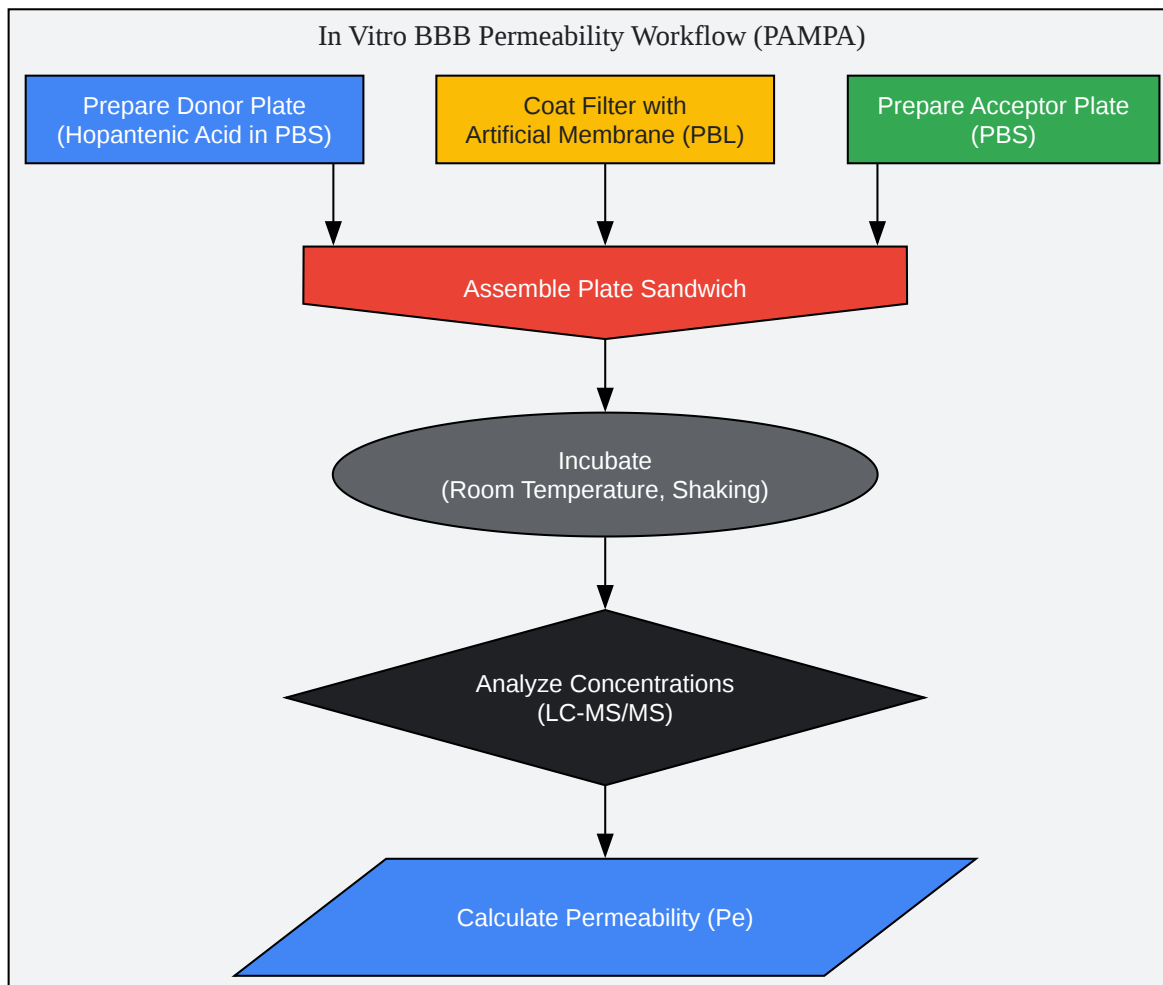 In Vitro BBB Permeability Workflow (PAMPA)
Prepare Donor Plate
(Hopantenic Acid in PBS)
Coat Filter with
Artificial Membrane (PBL)
Prepare Acceptor Plate
(PBS)
Assemble Plate Sandwich
Incubate
(Room Temperature, Shaking)
Analyze Concentrations
(LC-MS/MS)
Calculate Permeability (Pe)